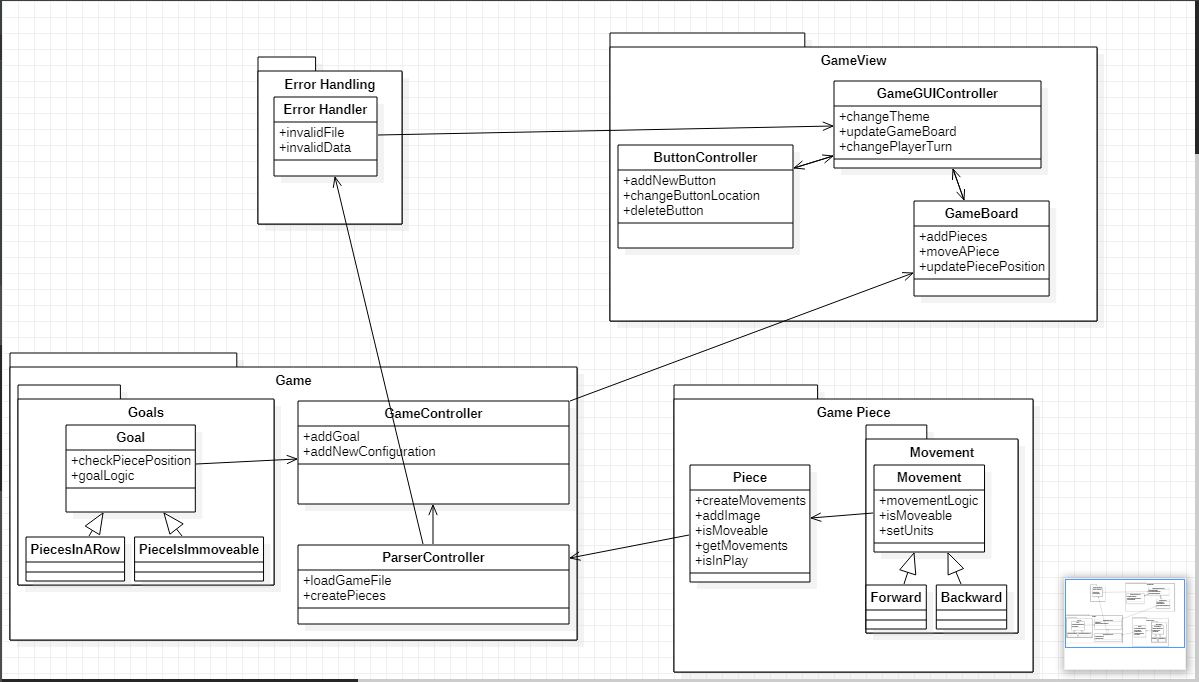 Error Handling
Error Handler
+invalidFile
+invalidData
GameView
GameGUIController
+changeTheme
+updateGameBoard
+changePlayerTurn
ButtonController
+addNewButton
+changeButtonLocation
+deleteButton
GameBoard
+addPieces
+moveAPiece
+updatePiecePosition
Game
Goals
Goal
+checkPiecePosition
+goalLogic
PiecesInARow
PieceIsImmoveable
GameController
+addGoal
+addNewConfiguration
ParserController
+loadGameFile
+createPieces
Game Piece
Piece
+createMovements
+addImage
+isMoveable
+getMovements
+isInPlay
Movement
Movement
+movementLogic
+isMoveable
+setUnits
Forward
Backward